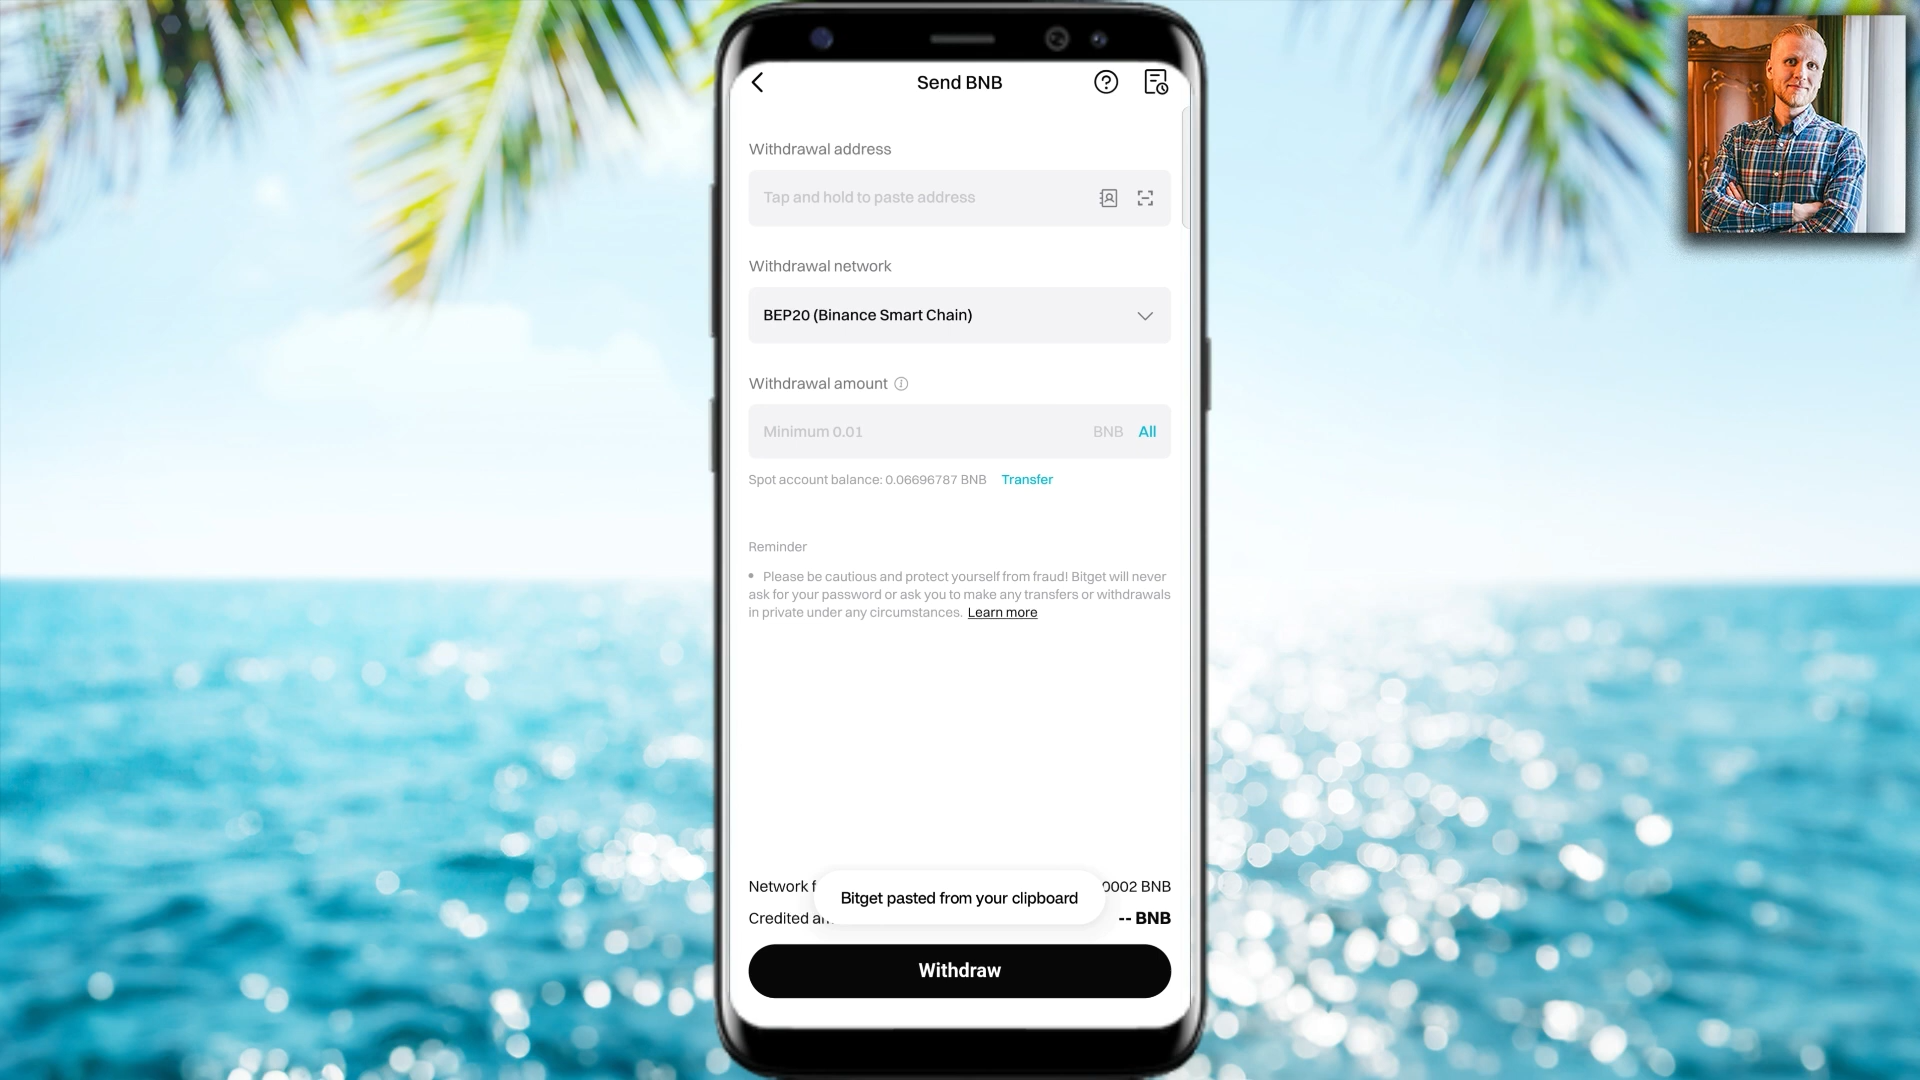 Send BNB
Withdrawal address
Tap and hold to paste address
Withdrawal network
BEP20 (Binance Smart Chain)
Withdrawal amount
Minimum 0.01 BNB All
Spot account balance: 0.06696787 BNB Transfer
Reminder
• Please be cautious and protect yourself from fraud! Bitget will never
ask for your password or ask you to make any transfers or withdrawals
in private under any circumstances. Learn more
Network f 0002 BNB
Bitget pasted from your clipboard
Credited -- BNB
Withdraw